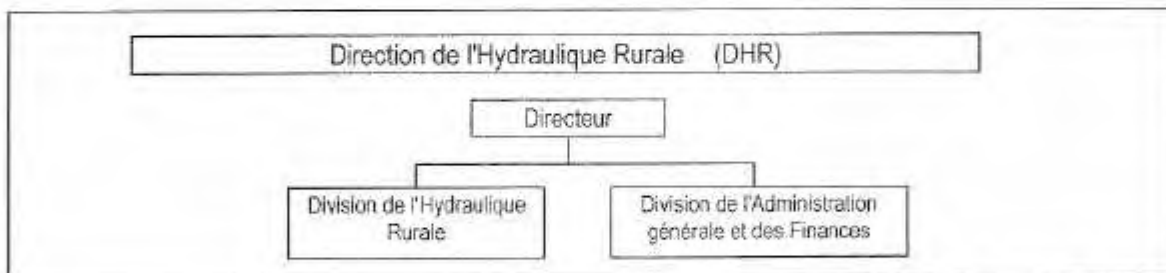 Direction de l'Hydraulique Rurale (DHR)
Directeur
Division de l'Hydraulique
Rurale
Division de l'Administration
générale et des Finances